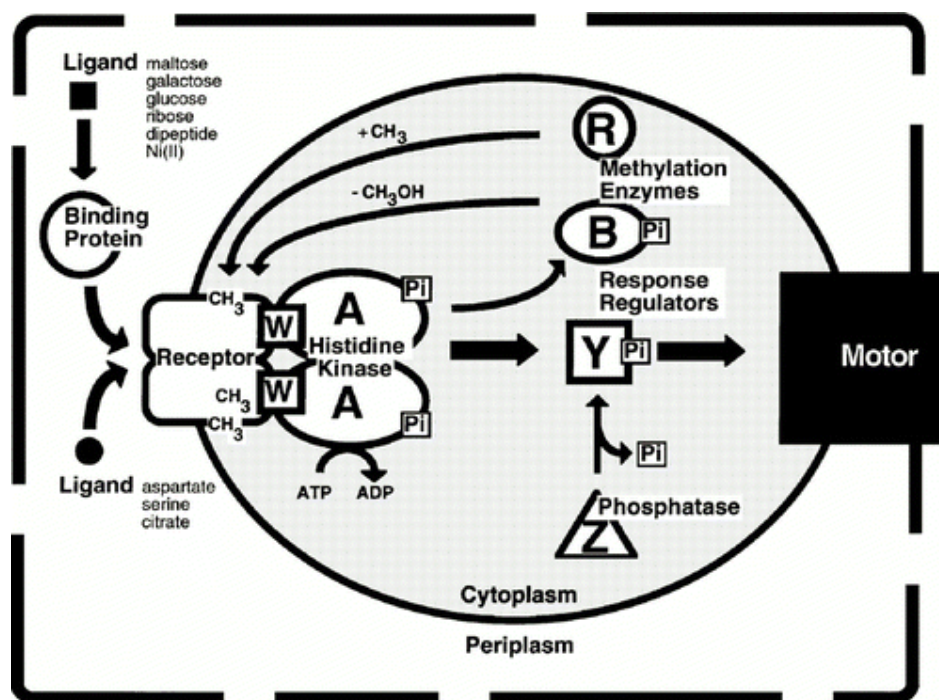 Ligand maltose
galactose
glucose
ribose
dipeptide
Ni(II)
Binding
Protein
+CH3
- CH3OH
R
Methylation
Enzymes
B Pi
Response
Regulators
CH3
W
A
Pi
Receptor
Histidine
Kinase
CH3
W
A
CH3
Pi
Y Pi
Motor
Pi
ATP ADP
Ligand aspartate
serine
citrate
Phosphatase
Z
Cytoplasm
Periplasm